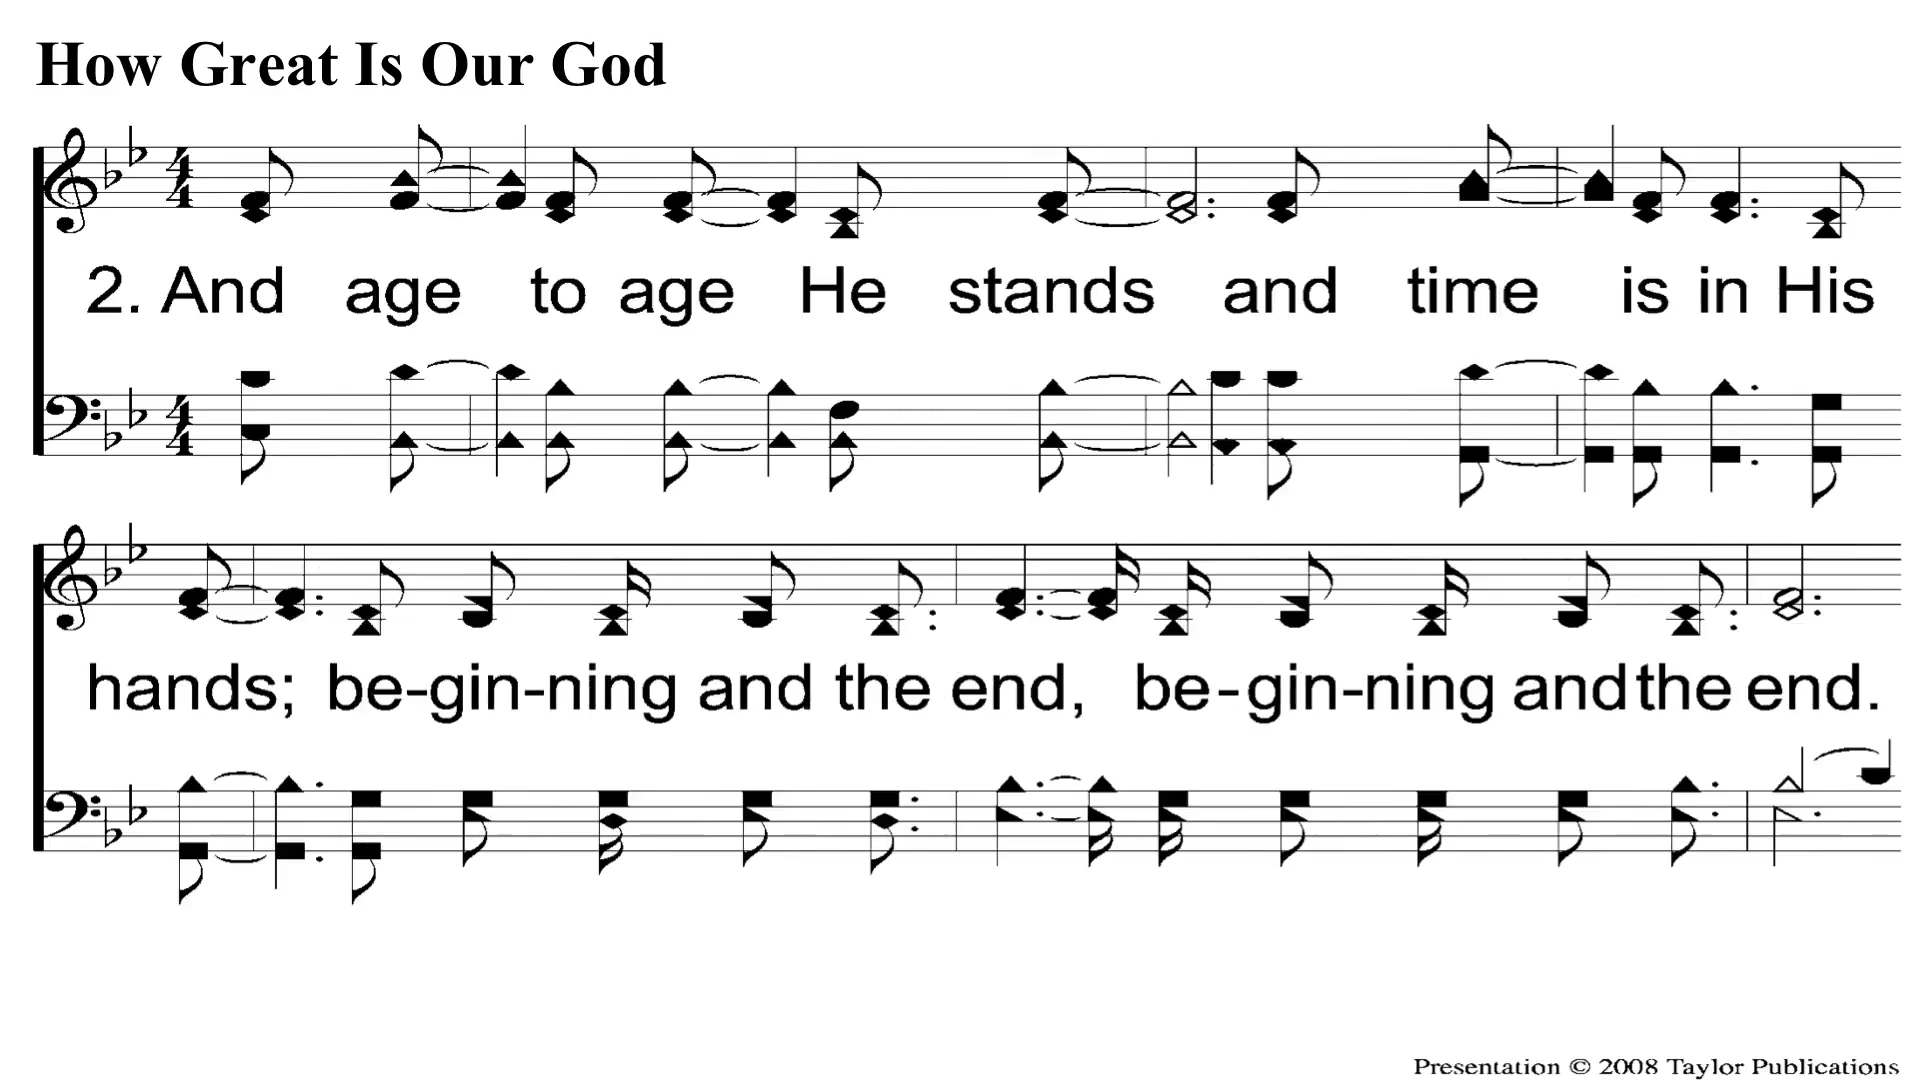 How Great Is Our God
2. And age to age He stands and time is in His
hands; be-gin-ning and the end, be-gin-ning and the end.
Presentation © 2008 Taylor Publications